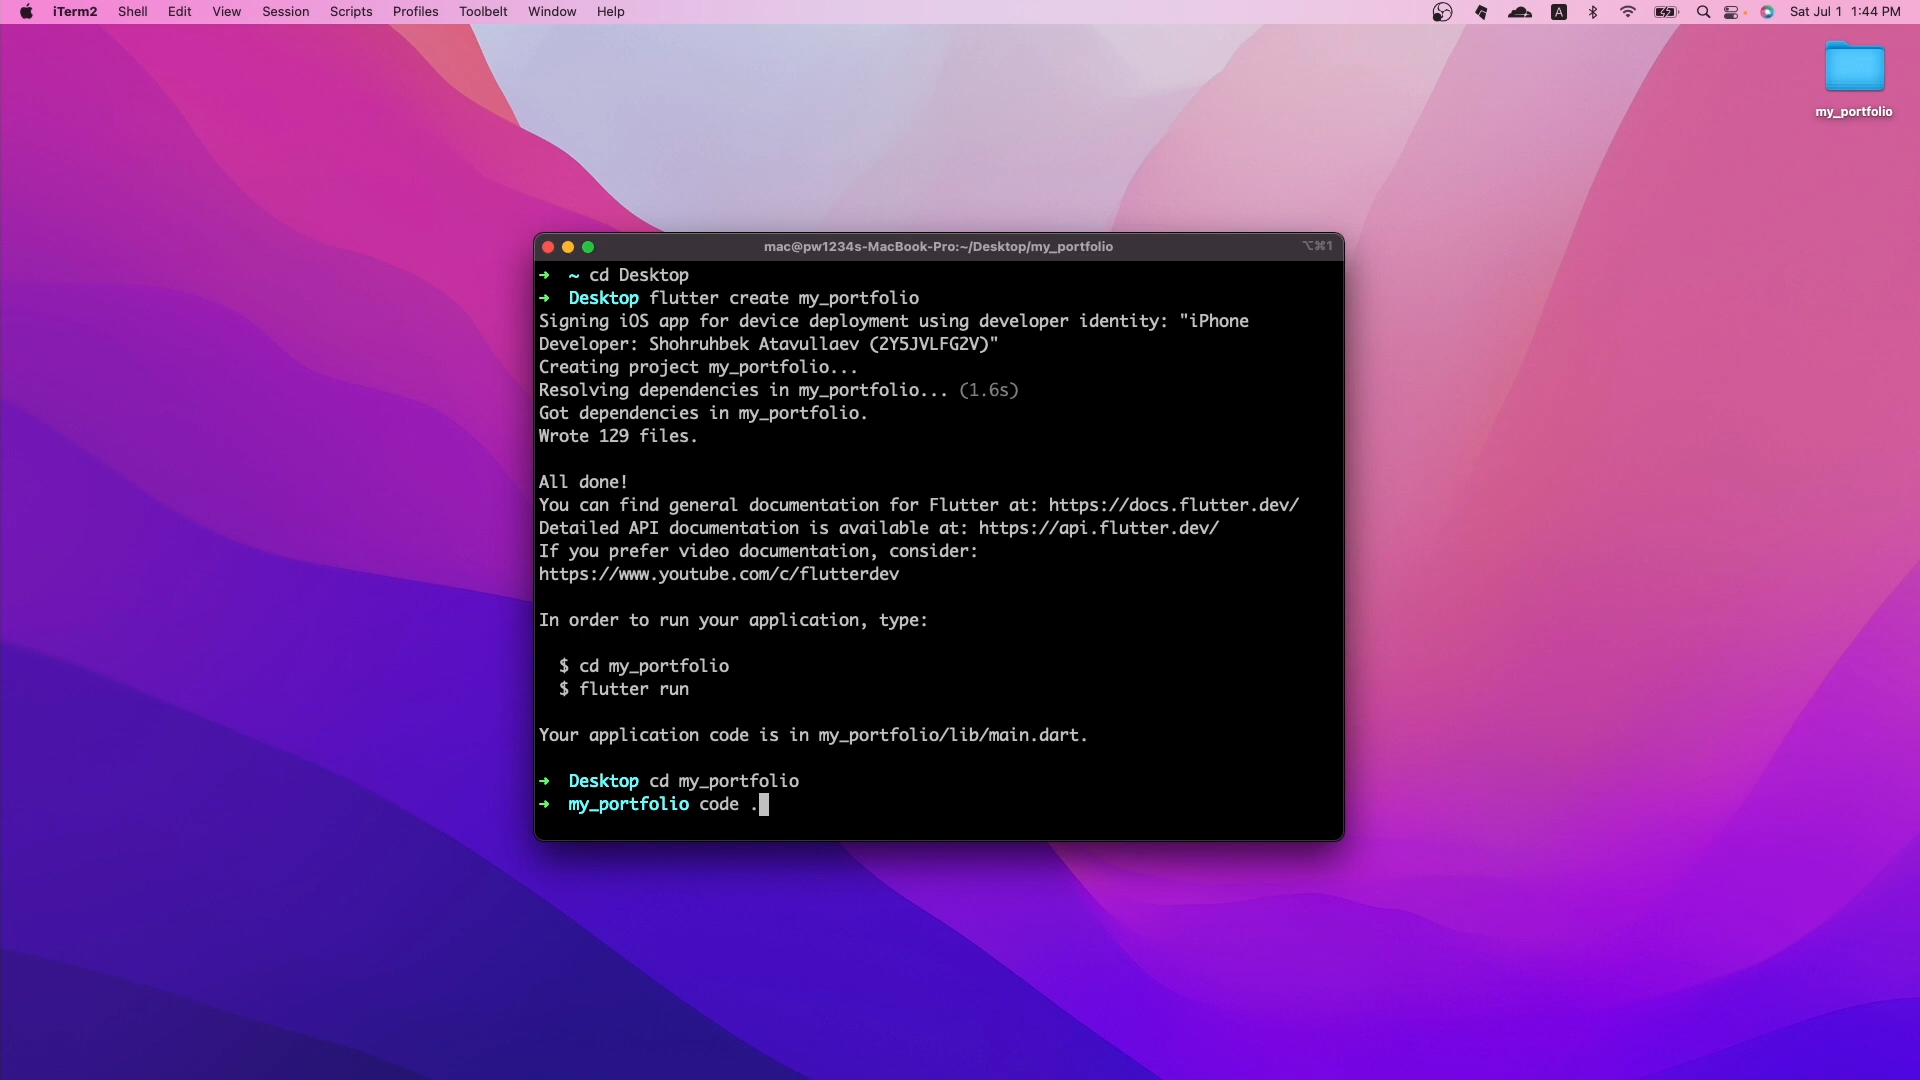 iTerm2 Shell Edit View Session Scripts Profiles Toolbelt Window Help A Sat Jul 1 1:44 PM
my_portfolio
mac@pw1234s-MacBook-Pro:~/Desktop/my_portfolio ⌥⌘1
➜ ~ cd Desktop
➜ Desktop flutter create my_portfolio
Signing iOS app for device deployment using developer identity: "iPhone
Developer: Shohruhbek Atavullaev (2Y5JVLFG2V)"
Creating project my_portfolio...
Resolving dependencies in my_portfolio... (1.6s)
Got dependencies in my_portfolio.
Wrote 129 files.
All done!
You can find general documentation for Flutter at: https://docs.flutter.dev/
Detailed API documentation is available at: https://api.flutter.dev/
If you prefer video documentation, consider:
https://www.youtube.com/c/flutterdev
In order to run your application, type:
$ cd my_portfolio
$ flutter run
Your application code is in my_portfolio/lib/main.dart.
➜ Desktop cd my_portfolio
➜ my_portfolio code .